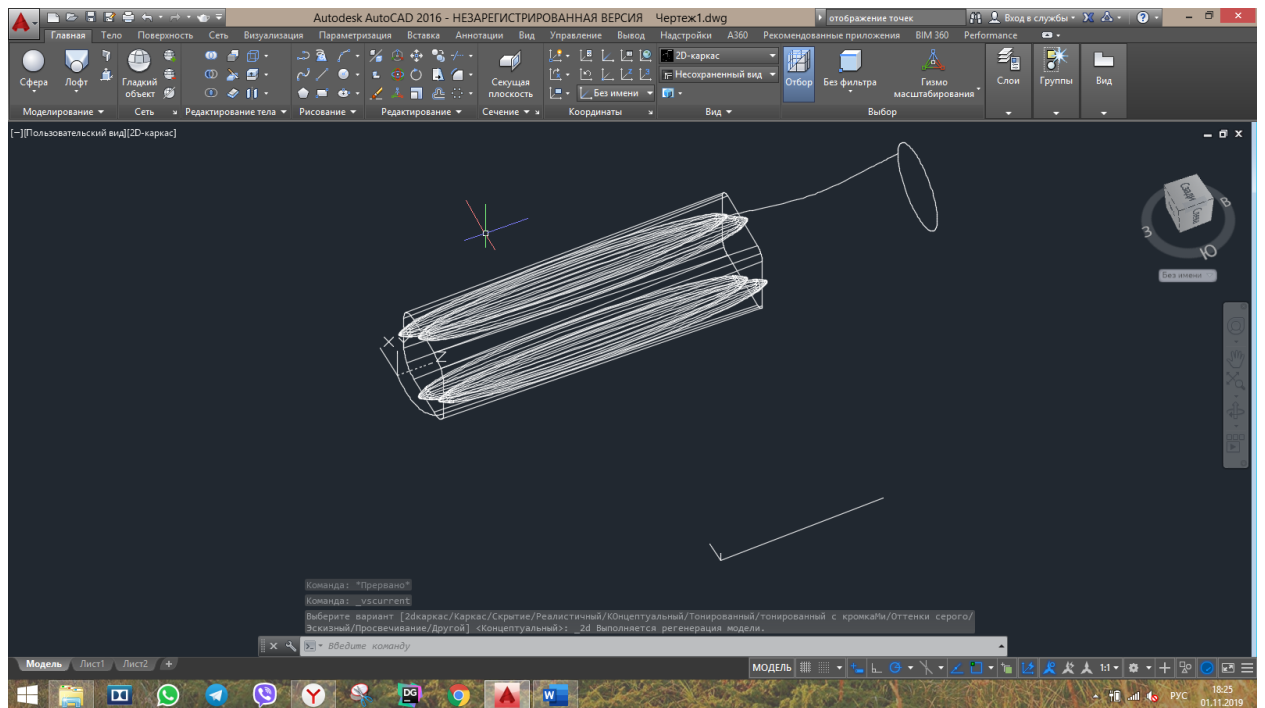 Autodesk AutoCAD 2016 - НЕЗАРЕГИСТРИРОВАННАЯ ВЕРСИЯ Чертеж1.dwg отображение точек Вход в службы
Главная Тело Поверхность Сеть Визуализация Параметризация Вставка Аннотации Вид Управление Вывод Надстройки A360 Рекомендованные приложения BIM 360 Performance
2D-каркас
Несохраненный вид
Без имени
Сфера Лофт Гладкий объект Секущая плоскость Отбор Без фильтра Гизмо масштабирования Слои Группы Вид
Моделирование Сеть Редактирование тела Рисование Редактирование Сечение Координаты Вид Выбор
[−][Пользовательский вид][2D-каркас]
Сзади
В
З
Ю
Без имени
X
Z
Команда: *Прервано*
Команда: _vscurrent
Выберите вариант [2dкаркас/Каркас/Скрытие/Реалистичный/КОнцептуальный/Тонированный/тонированный с кромкаМи/Оттенки серого/
Эскизный/Просвечивание/Другой] <Концептуальный>: _2d Выполняется регенерация модели.
Введите команду
Модель Лист1 Лист2 +
МОДЕЛЬ 1:1
DG
РУС
18:25
01.11.2019